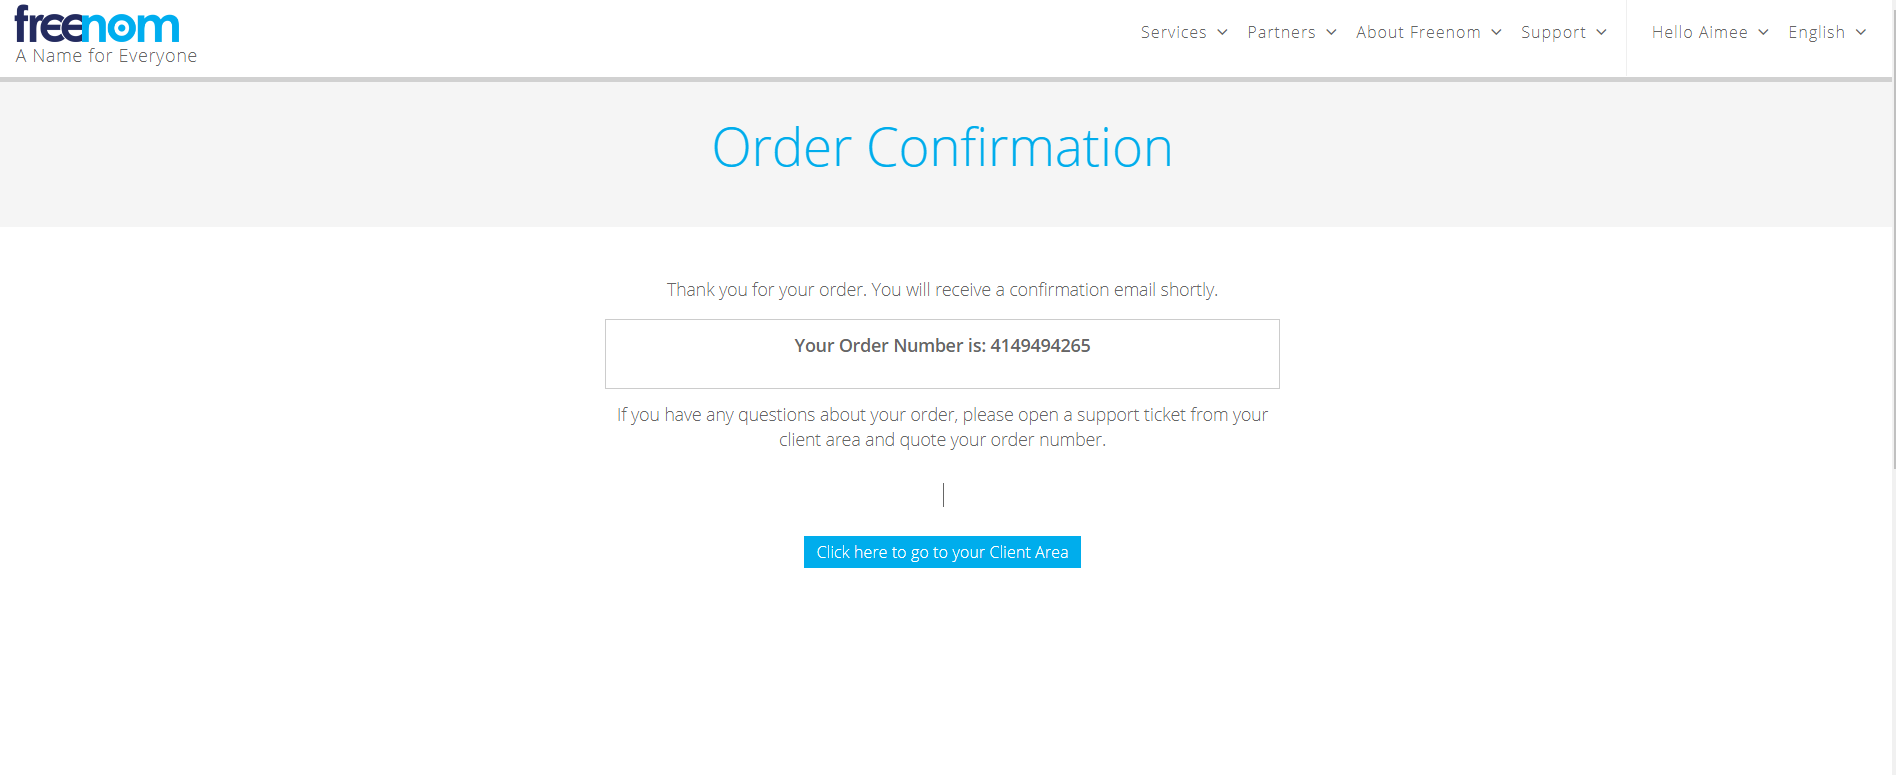 freenom
A Name for Everyone
Services Partners About Freenom Support Hello Aimee English
Order Confirmation
Thank you for your order. You will receive a confirmation email shortly.
Your Order Number is: 4149494265
If you have any questions about your order, please open a support ticket from your
client area and quote your order number.
|
Click here to go to your Client Area